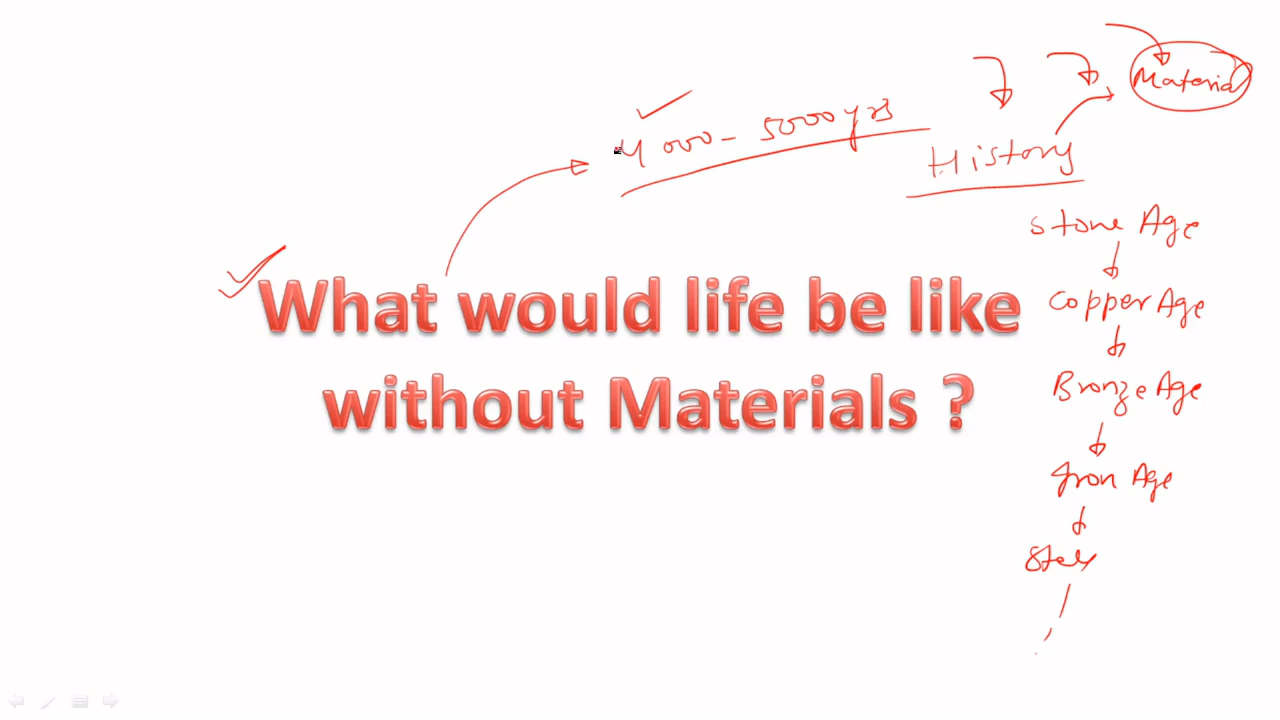 Material
4000 - 5000 yrs
History
Stone Age
Copper Age
What would life be like
without Materials ?
Bronze Age
Iron Age